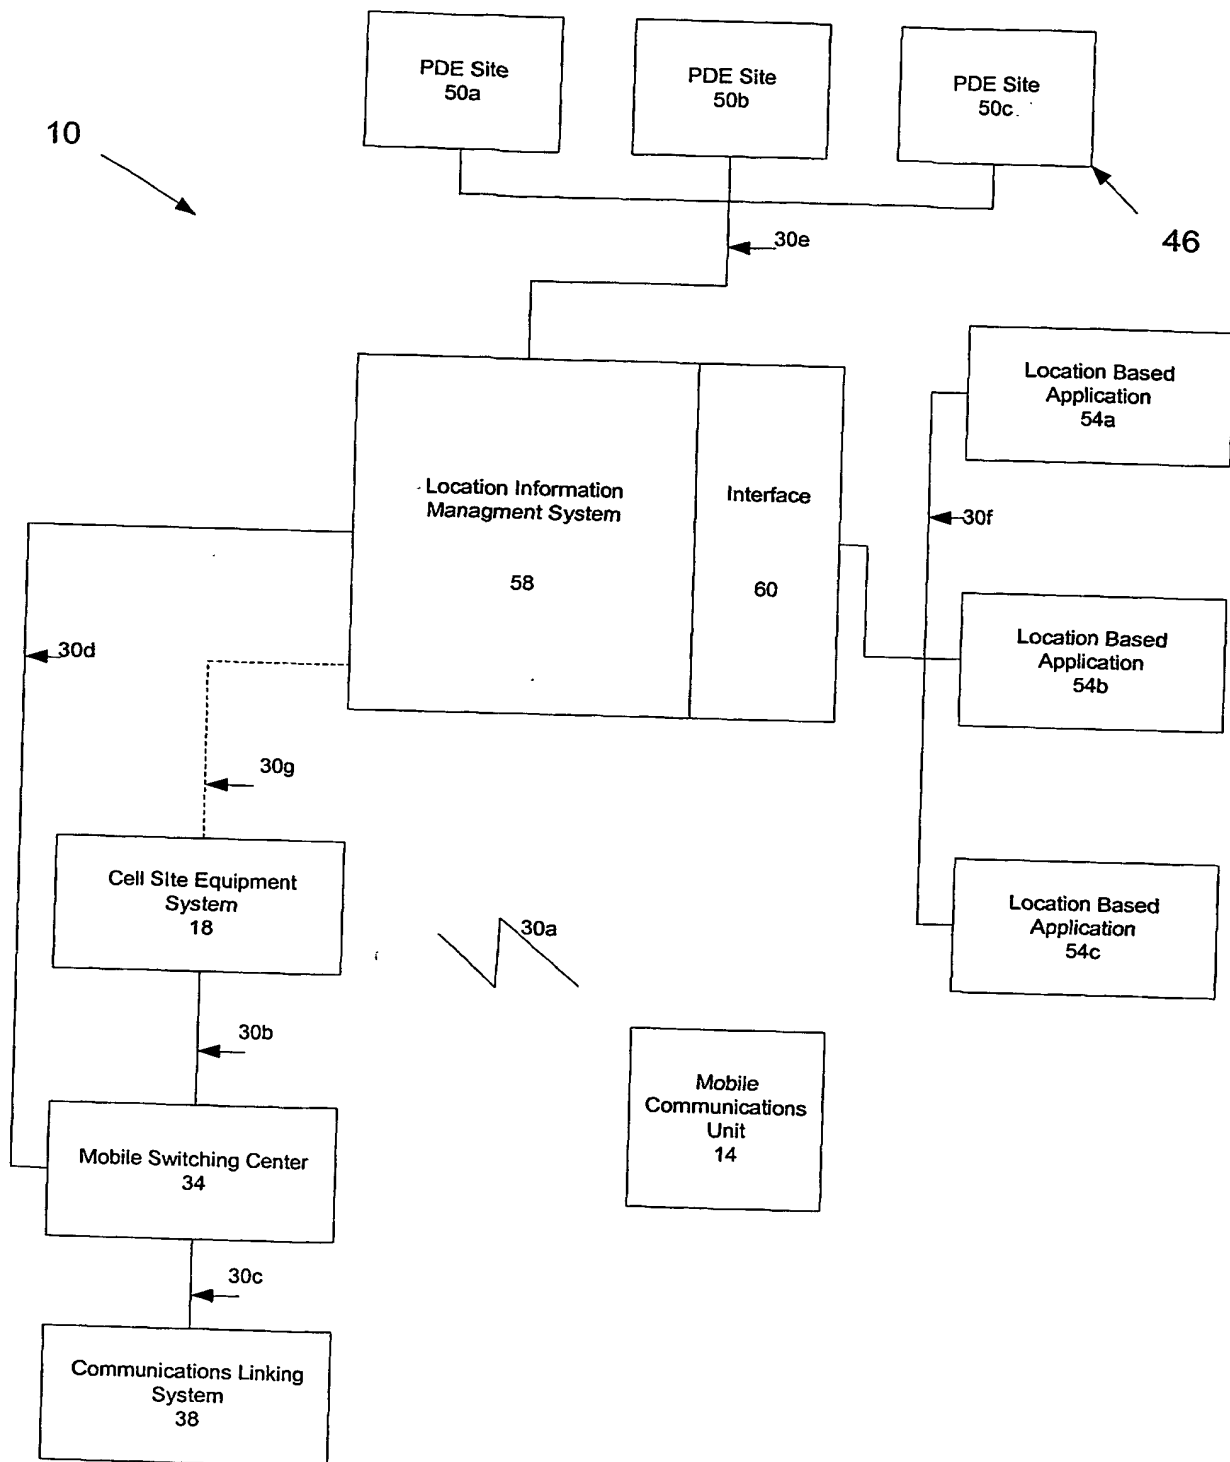 PDE Site
50a
PDE Site
50b
PDE Site
50c
10
46
30e
Location Based
Application
54a
Location Information
Managment System
58
Interface
60
30f
30d
Location Based
Application
54b
30g
Cell Site Equipment
System
18
30a
Location Based
Application
54c
30b
Mobile
Communications
Unit
14
Mobile Switching Center
34
30c
Communications Linking
System
38